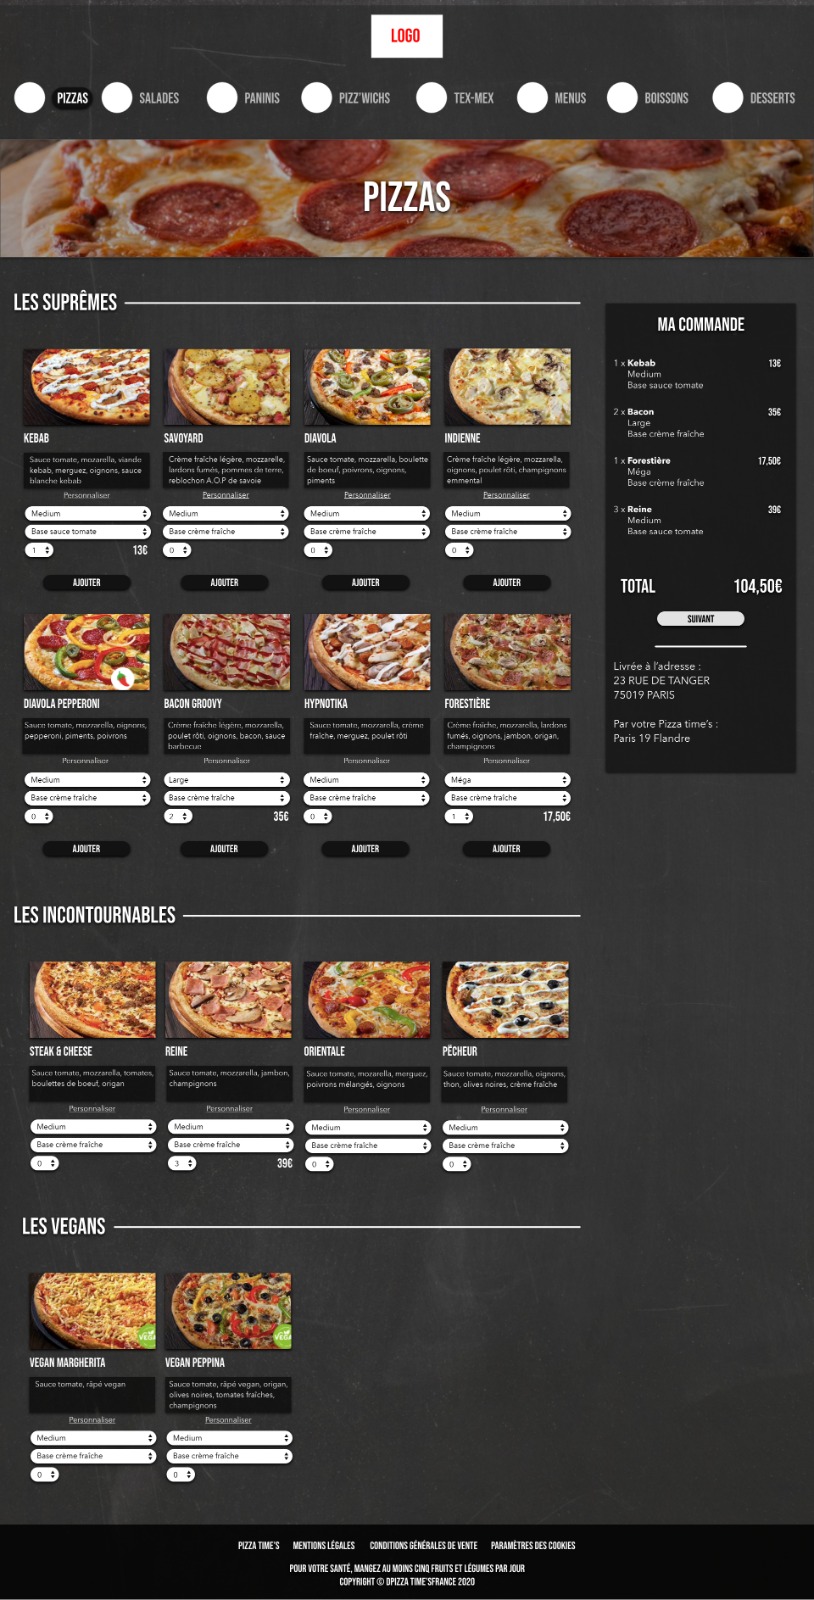 LOGO
PIZZAS
SALADES
PANINIS
PIZZ'WICHS
TEX-MEX
MENUS
BOISSONS
DESSERTS
PIZZAS
LES SUPRÊMES
KEBAB
Sauce tomate, mozarella, viande
kebab, merguez, oignons, sauce
blanche kebab
Personnaliser
Medium
Base sauce tomate
1
13€
AJOUTER
SAVOYARD
Crème fraîche légère, mozzarelle,
lardons fumés, pommes de terre,
reblochon A.O.P de savoie
Personnaliser
Medium
Base crème fraîche
0
AJOUTER
DIAVOLA
Sauce tomate, mozzarella, boulette
de boeuf, poivrons, oignons,
piments
Personnaliser
Medium
Base crème fraîche
0
AJOUTER
INDIENNE
Crème fraîche légère, mozzarella,
oignons, poulet rôti, champignons
emmental
Personnaliser
Medium
Base crème fraîche
0
AJOUTER
DIAVOLA PEPPERONI
Sauce tomate, mozzarella, oignons,
pepperoni, piments, poivrons
Personnaliser
Medium
Base crème fraîche
0
AJOUTER
BACON GROOVY
Crème fraîche légère, mozzarella,
poulet rôti, oignons, bacon, sauce
barbecue
Personnaliser
Large
Base crème fraîche
2
35€
AJOUTER
HYPNOTIKA
Sauce tomate, mozzarella, crème
fraîche, merguez, poulet rôti
Personnaliser
Medium
Base crème fraîche
0
AJOUTER
FORESTIÈRE
Crème fraîche, mozzarella, lardons
fumés, oignons, jambon, origan,
champignons
Personnaliser
Méga
Base crème fraîche
1
17,50€
AJOUTER
LES INCONTOURNABLES
STEAK & CHEESE
Sauce tomate, mozzarella, tomates,
boulettes de boeuf, origan
Personnaliser
Medium
Base crème fraîche
0
REINE
Sauce tomate, mozzarella, jambon,
champignons
Personnaliser
Medium
Base crème fraîche
3
39€
ORIENTALE
Sauce tomate, mozarella, merguez,
poivrons mélangés, oignons
Personnaliser
Medium
Base crème fraîche
0
PÊCHEUR
Sauce tomate, mozzarella, oignons,
thon, olives noires, crème fraîche
Personnaliser
Medium
Base crème fraîche
0
LES VEGANS
VEGAN MARGHERITA
Sauce tomate, râpé vegan
Personnaliser
Medium
Base crème fraîche
0
VEGAN PEPPINA
Sauce tomate, râpé vegan, origan,
olives noires, tomates fraîches,
champignons
Personnaliser
Medium
Base crème fraîche
0
MA COMMANDE
1 x Kebab 13€
Medium
Base sauce tomate
2 x Bacon 35€
Large
Base crème fraîche
1 x Forestière 17,50€
Méga
Base crème fraîche
3 x Reine 39€
Medium
Base sauce tomate
TOTAL 104,50€
SUIVANT
Livrée à l'adresse :
23 RUE DE TANGER
75019 PARIS
Par votre Pizza time's :
Paris 19 Flandre
PIZZA TIME'S MENTIONS LÉGALES CONDITIONS GÉNÉRALES DE VENTE PARAMÈTRES DES COOKIES
POUR VOTRE SANTÉ, MANGEZ AU MOINS CINQ FRUITS ET LÉGUMES PAR JOUR
COPYRIGHT © DPIZZA TIME'SFRANCE 2020